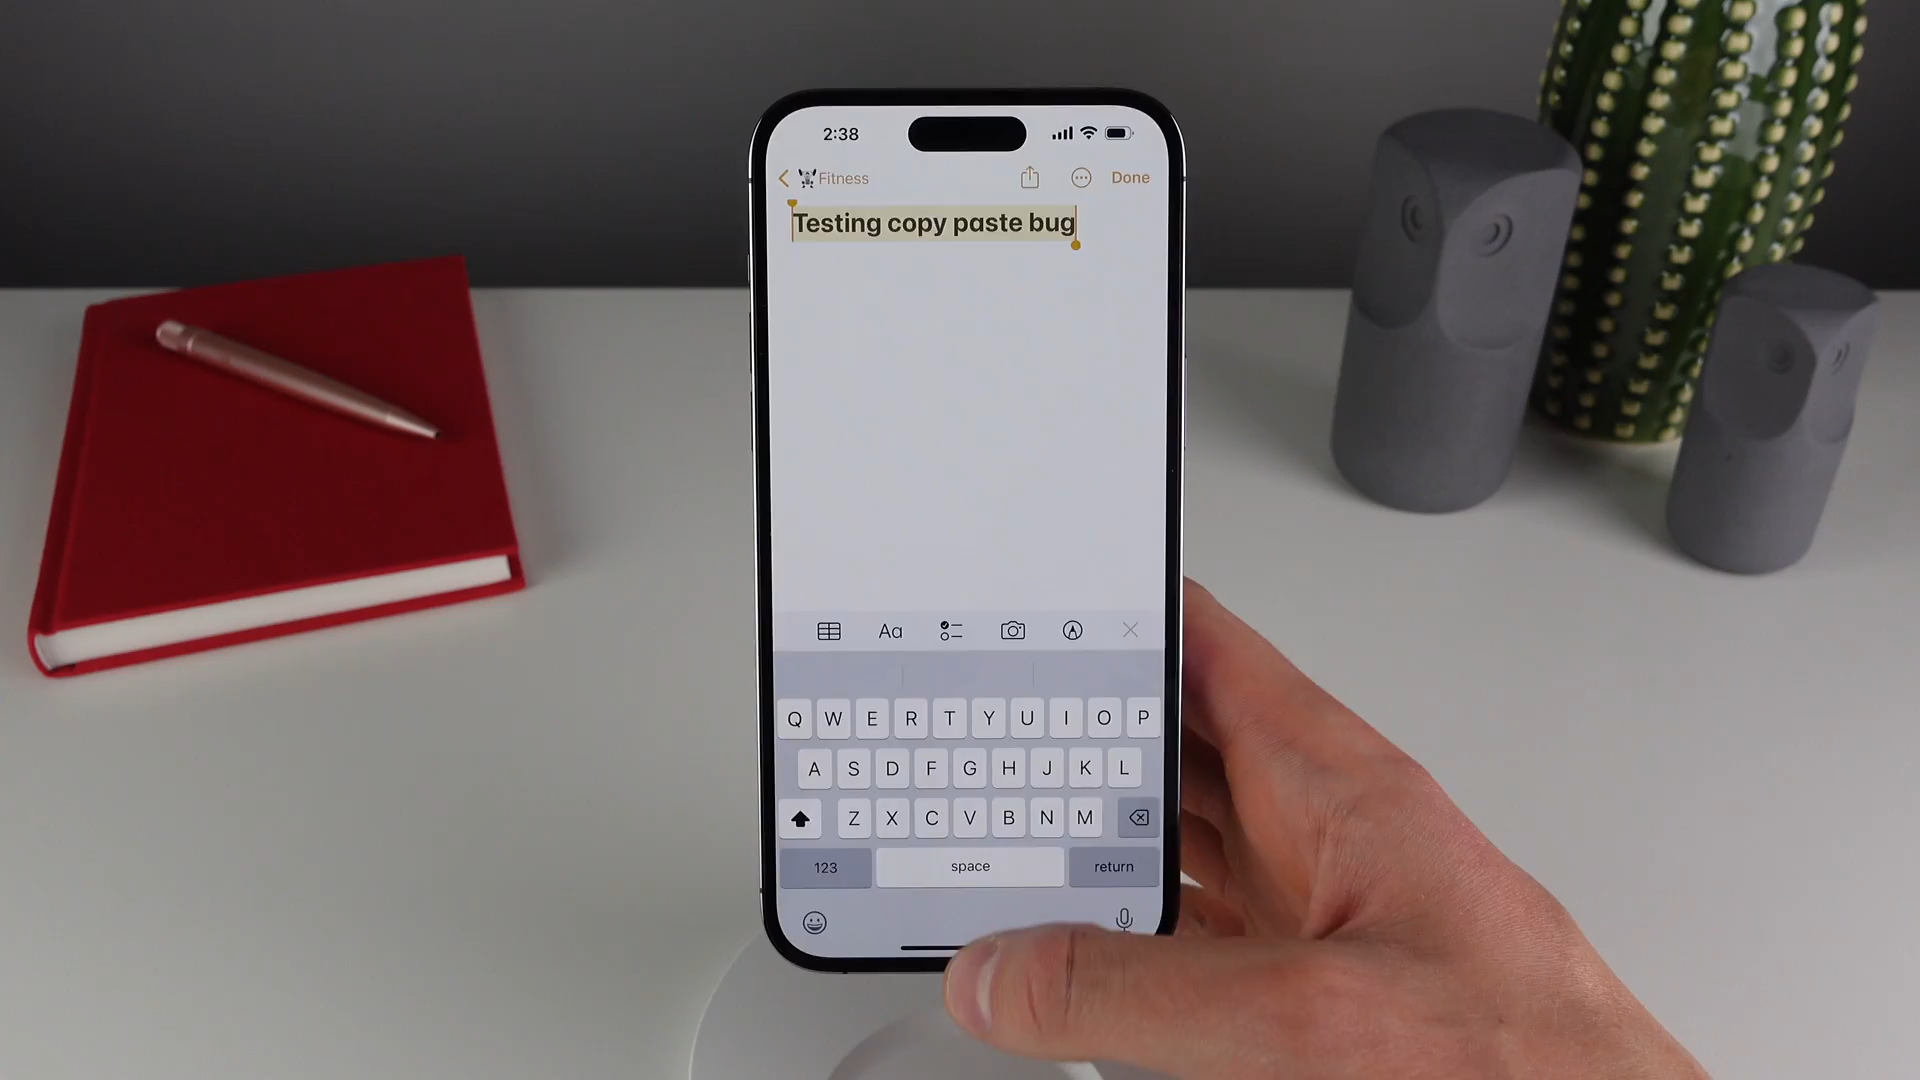 2:38
Fitness Done
Testing copy paste bug
Aa
Q W E R T Y U I O P
A S D F G H J K L
Z X C V B N M
123 space return